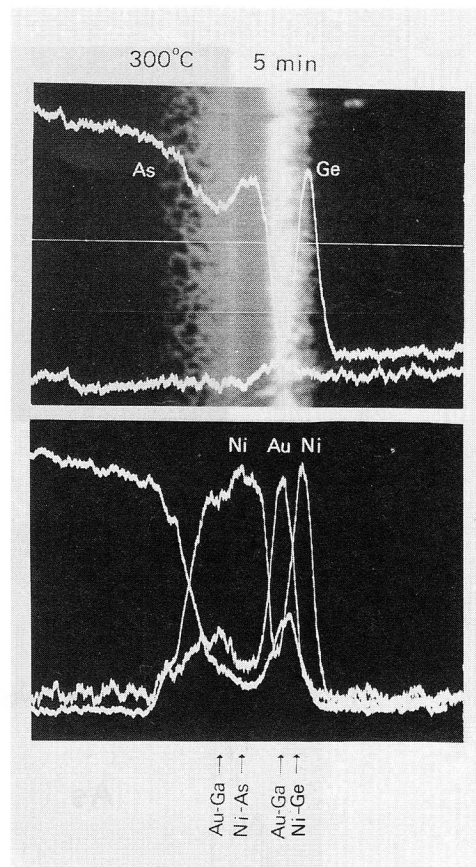 300°C 5 min
As Ge
Ni Au Ni
Au-Ga →
Ni-As →
Au-Ga →
Ni-Ge →